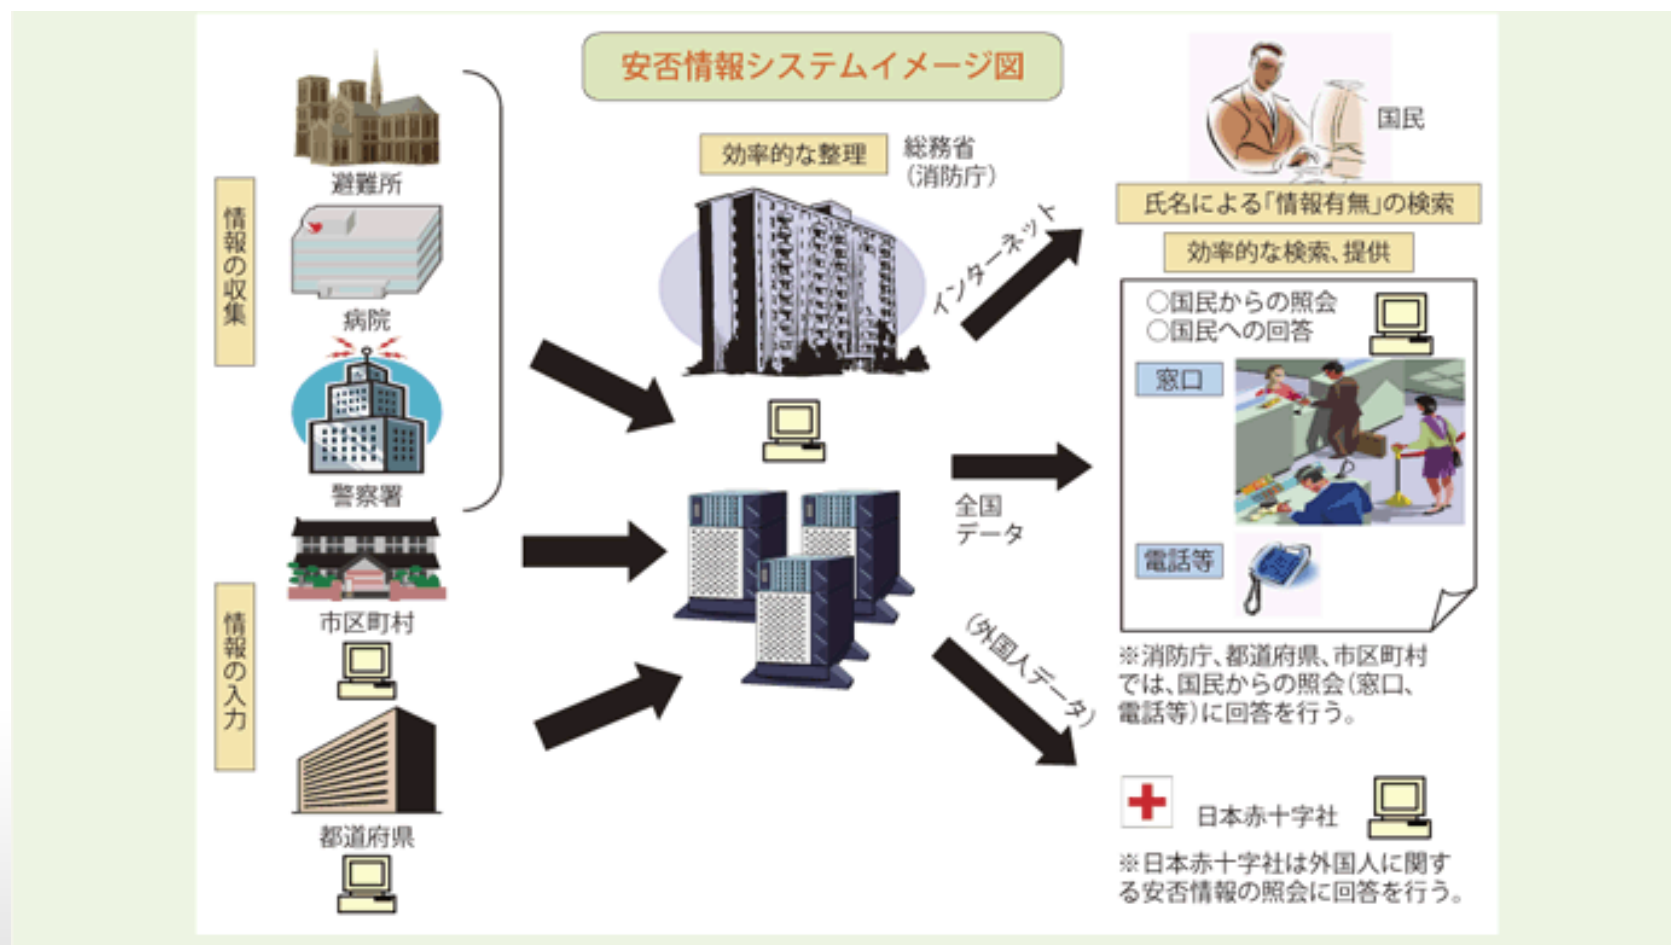 安否情報システムイメージ図
情報の収集
避難所
病院
警察署
情報の入力
市区町村
都道府県
効率的な整理
総務省
（消防庁）
インターネット
全国
データ
（外国人データ）
国民
氏名による「情報有無」の検索
効率的な検索、提供
○国民からの照会
○国民への回答
窓口
電話等
※消防庁、都道府県、市区町村
では、国民からの照会（窓口、
電話等）に回答を行う。
日本赤十字社
※日本赤十字社は外国人に関す
る安否情報の照会に回答を行う。